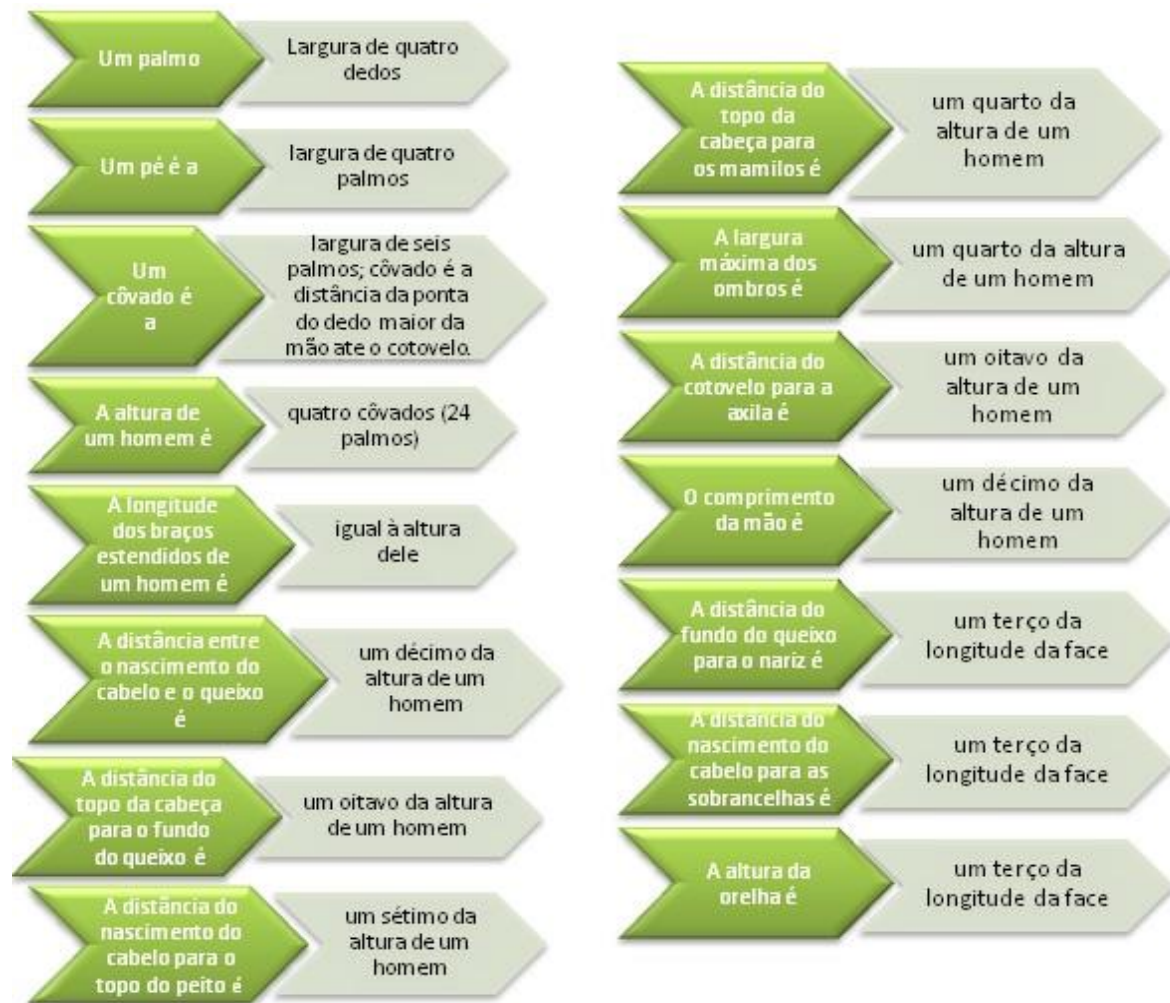 Um palmo
Largura de quatro
dedos
Um pé é a
largura de quatro
palmos
Um
côvado é
a
largura de seis
palmos; côvado é a
distância da ponta
do dedo maior da
mão ate o cotovelo.
A altura de
um homem é
quatro côvados (24
palmos)
A longitude
dos braços
estendidos de
um homem é
igual à altura
dele
A distância entre
o nascimento do
cabelo e o queixo
é
um décimo da
altura de um
homem
A distância do
topo da cabeça
para o fundo
do queixo é
um oitavo da altura
de um homem
A distância do
nascimento do
cabelo para o
topo do peito é
um sétimo da
altura de um
homem
A distância do
topo da
cabeça para
os mamilos é
um quarto da
altura de um
homem
A largura
máxima dos
ombros é
um quarto da altura
de um homem
A distância do
cotovelo para a
axila é
um oitavo da
altura de um
homem
O comprimento
da mão é
um décimo da
altura de um
homem
A distância do
fundo do queixo
para o nariz é
um terço da
longitude da face
A distância do
nascimento do
cabelo para as
sobrancelhas é
um terço da
longitude da face
A altura da
orelha é
um terço da
longitude da face